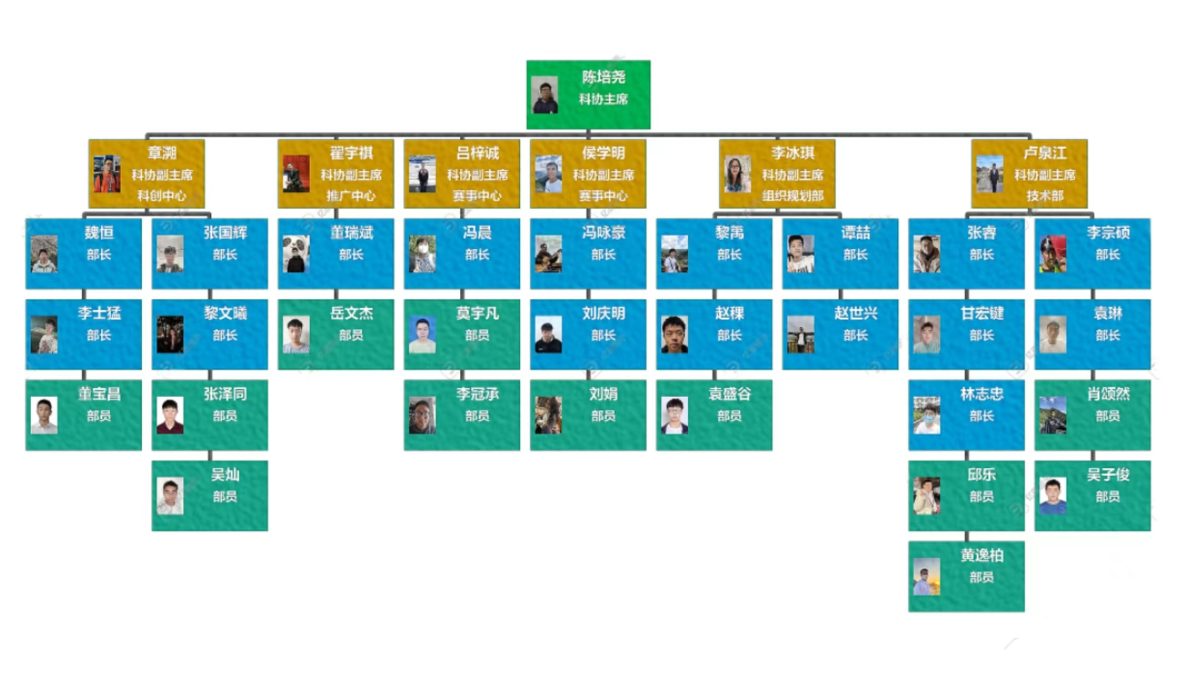 陈培尧
科协主席
章溯
科协副主席
科创中心
翟宇祺
科协副主席
推广中心
吕梓诚
科协副主席
赛事中心
侯学明
科协副主席
赛事中心
李冰琪
科协副主席
组织规划部
卢泉江
科协副主席
技术部
魏恒
部长
张国辉
部长
董瑞斌
部长
冯晨
部长
冯咏豪
部长
黎禹
部长
谭喆
部长
张睿
部长
李宗硕
部长
李士猛
部长
黎文曦
部长
岳文杰
部员
莫宇凡
部员
刘庆明
部长
赵稞
部长
赵世兴
部长
甘宏键
部长
袁琳
部长
董宝昌
部员
张泽同
部员
李冠承
部员
刘娟
部员
袁盛谷
部员
林志忠
部长
肖颂然
部员
吴灿
部员
邱乐
部员
吴子俊
部员
黄逸柏
部员